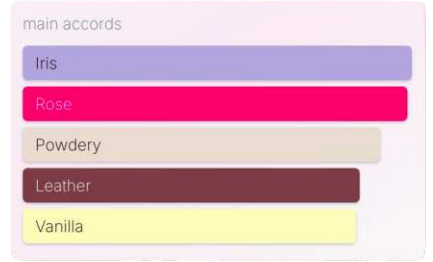 main accords
Iris
Rose
Powdery
Leather
Vanilla